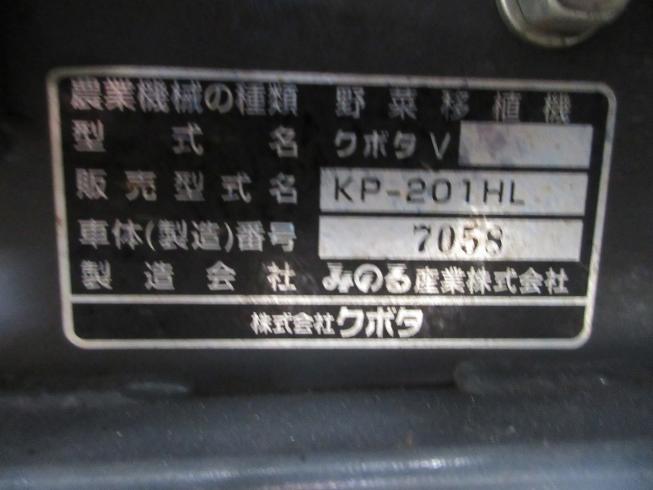 農業機械の種類 野菜移植機
型式名 クボタV
販売型式名 KP-201HL
車体(製造)番号 7058
製造会社 みのる産業株式会社
株式会社クボタ